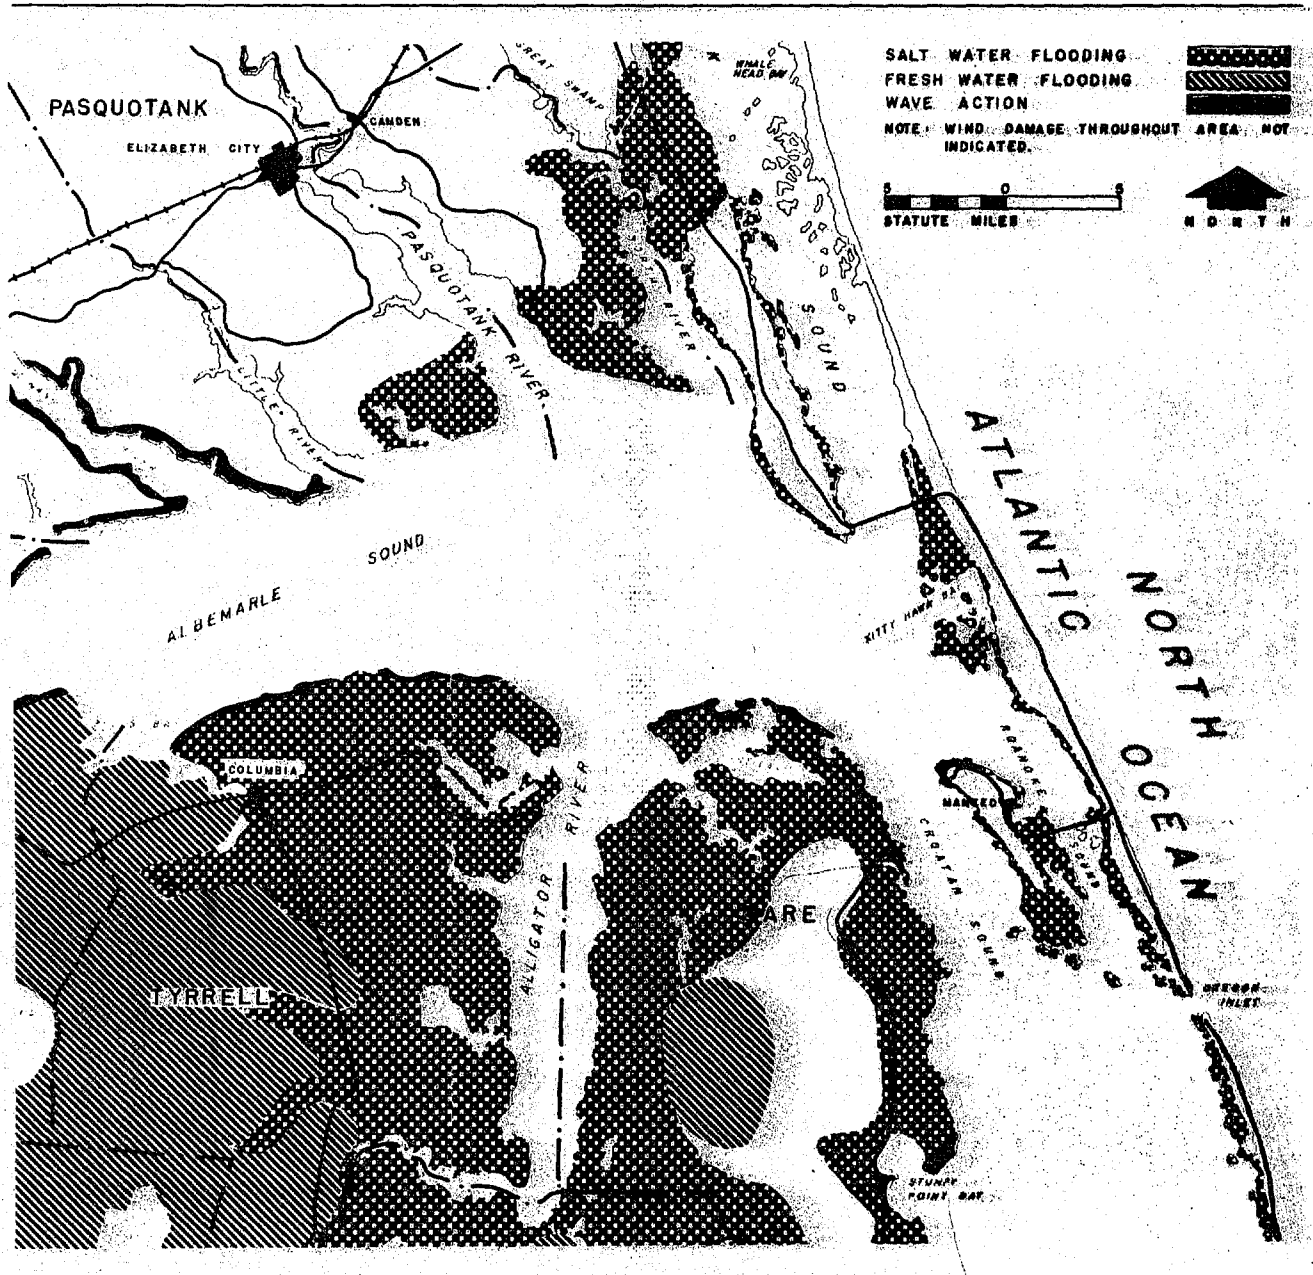 SALT WATER FLOODING
FRESH WATER FLOODING
WAVE ACTION
NOTE: WIND DAMAGE THROUGHOUT AREA NOT
INDICATED.
5 0 5
STATUTE MILES
NORTH
GREAT SWAMP
WHALE
HEAD BAY
PASQUOTANK
CAMDEN
ELIZABETH CITY
PASQUOTANK RIVER
RIVER
SOUND
LITTLE RIVER
ATLANTIC
ALBEMARLE SOUND
NORTH
OCEAN
KITTY HAWK
ROANOKE
SOUND
COLUMBIA
MANTEO
ALLIGATOR RIVER
CROATAN SOUND
DARE
TYRRELL
OREGON
INLET
STUMPY
POINT BAY